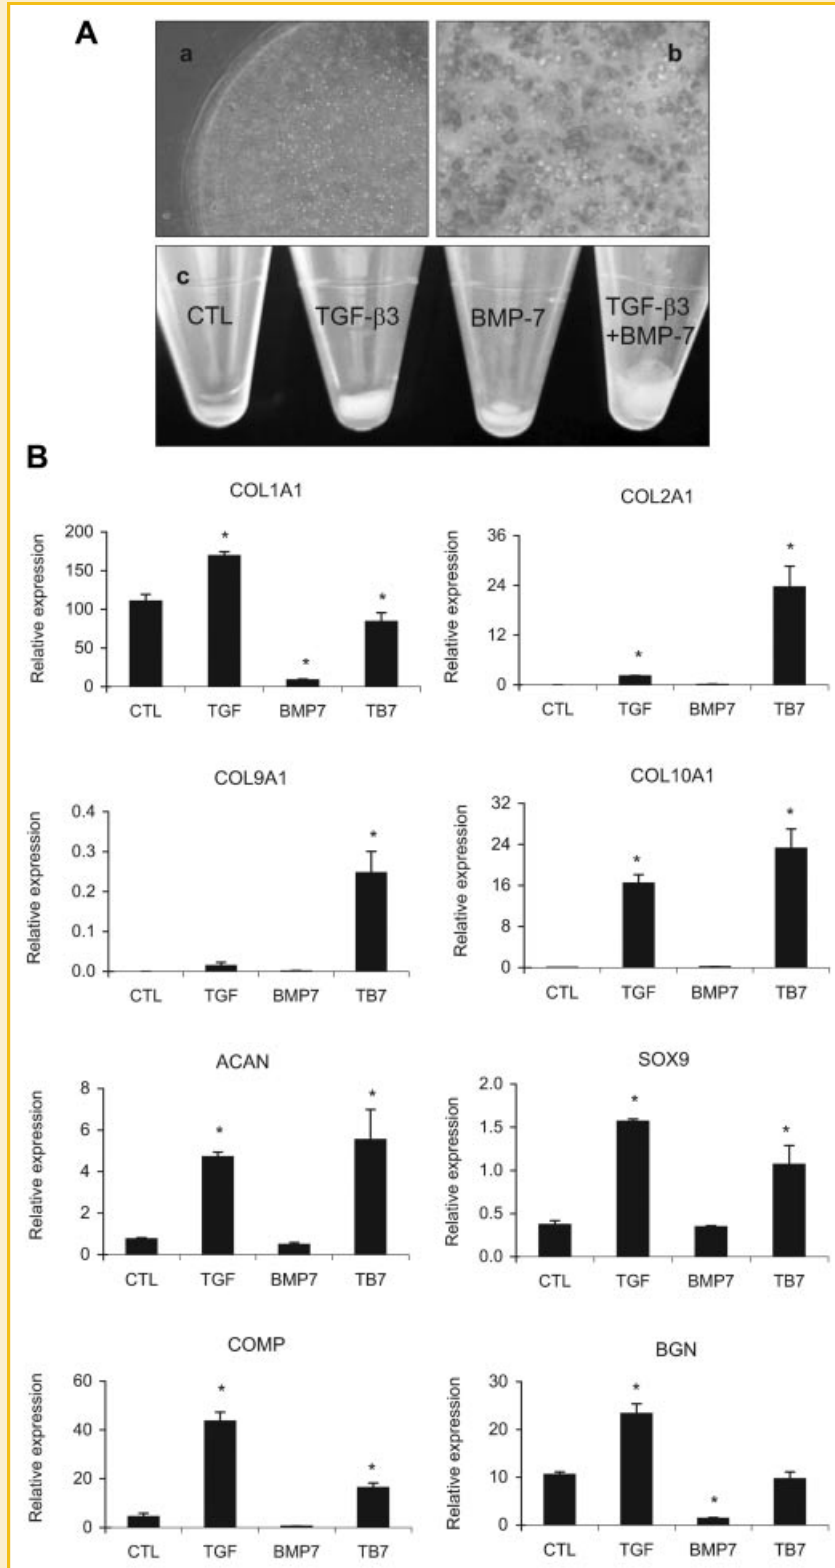 A
a
b
c
CTL
TGF-β3
BMP-7
TGF-β3
+BMP-7
B
COL1A1
Relative expression
200
150
100
50
0
*
*
*
CTL TGF BMP7 TB7
COL2A1
Relative expression
36
24
12
0
*
*
CTL TGF BMP7 TB7
COL9A1
Relative expression
0.4
0.3
0.2
0.1
0.0
*
CTL TGF BMP7 TB7
COL10A1
Relative expression
32
24
16
8
0
*
*
CTL TGF BMP7 TB7
ACAN
Relative expression
8
6
4
2
0
*
*
CTL TGF BMP7 TB7
SOX9
Relative expression
2.0
1.5
1.0
0.5
0.0
*
*
CTL TGF BMP7 TB7
COMP
Relative expression
60
40
20
0
*
*
CTL TGF BMP7 TB7
BGN
Relative expression
30
20
10
0
*
*
CTL TGF BMP7 TB7